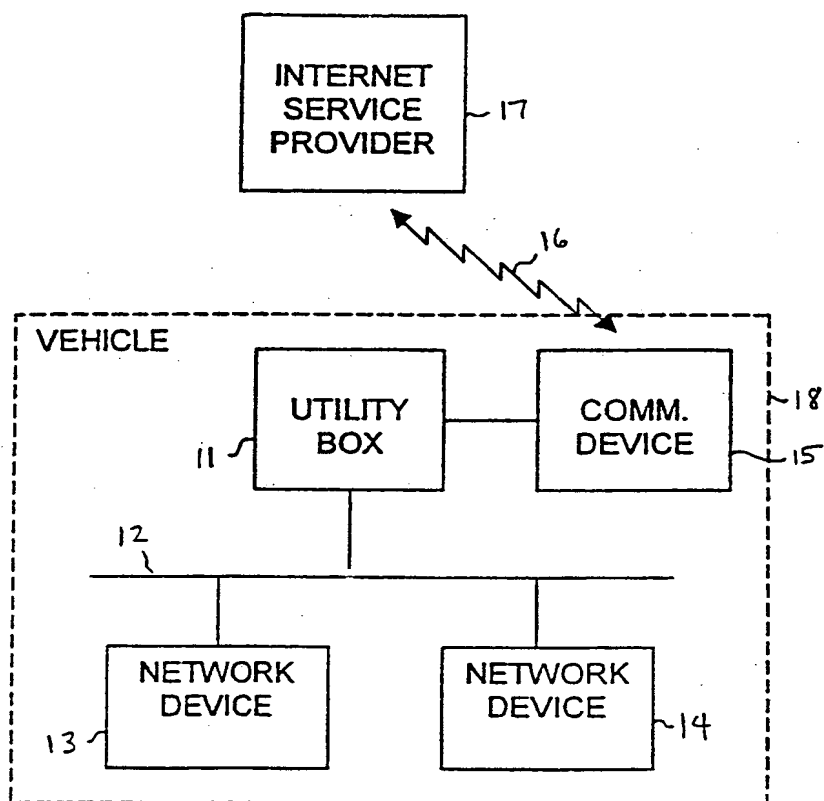 INTERNET
SERVICE
PROVIDER
17
16
VEHICLE
18
UTILITY
BOX
COMM.
DEVICE
11
15
12
NETWORK
DEVICE
NETWORK
DEVICE
13
14